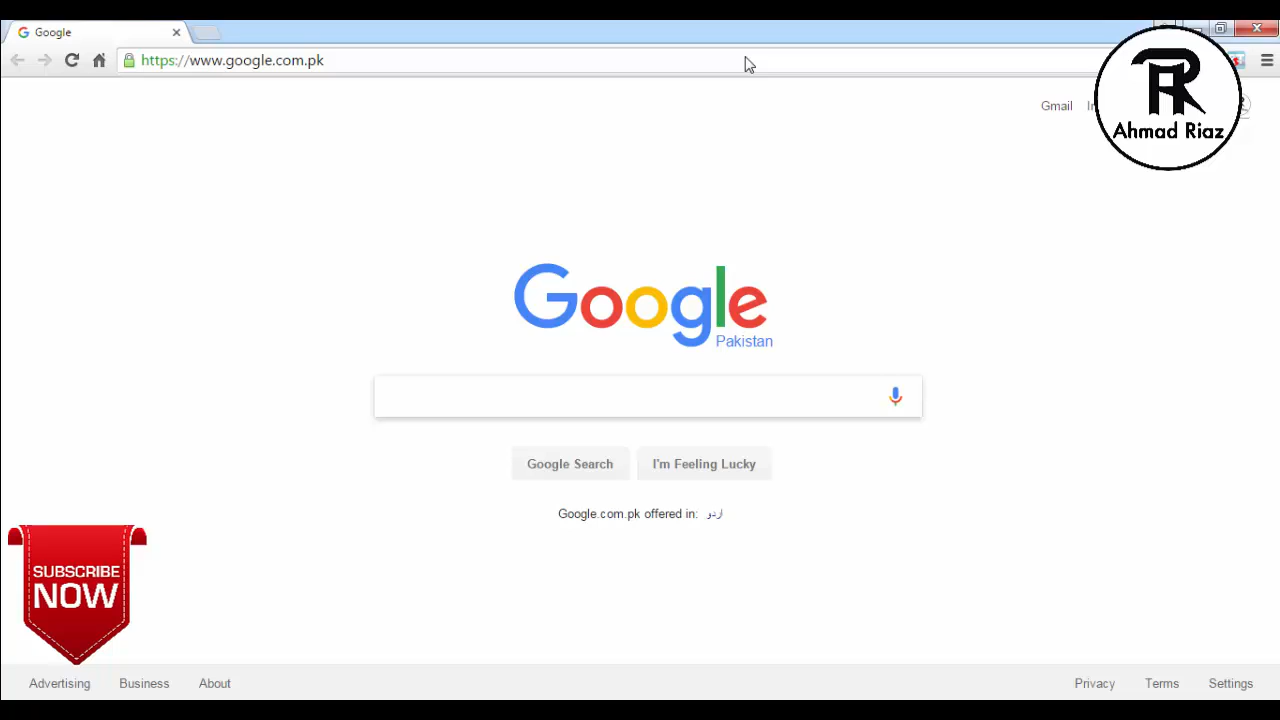 Google
https://www.google.com.pk
Gmail
Ahmad Riaz
Google
Pakistan
Google Search
I'm Feeling Lucky
Google.com.pk offered in: اردو
SUBSCRIBE
NOW
Advertising Business About
Privacy Terms Settings